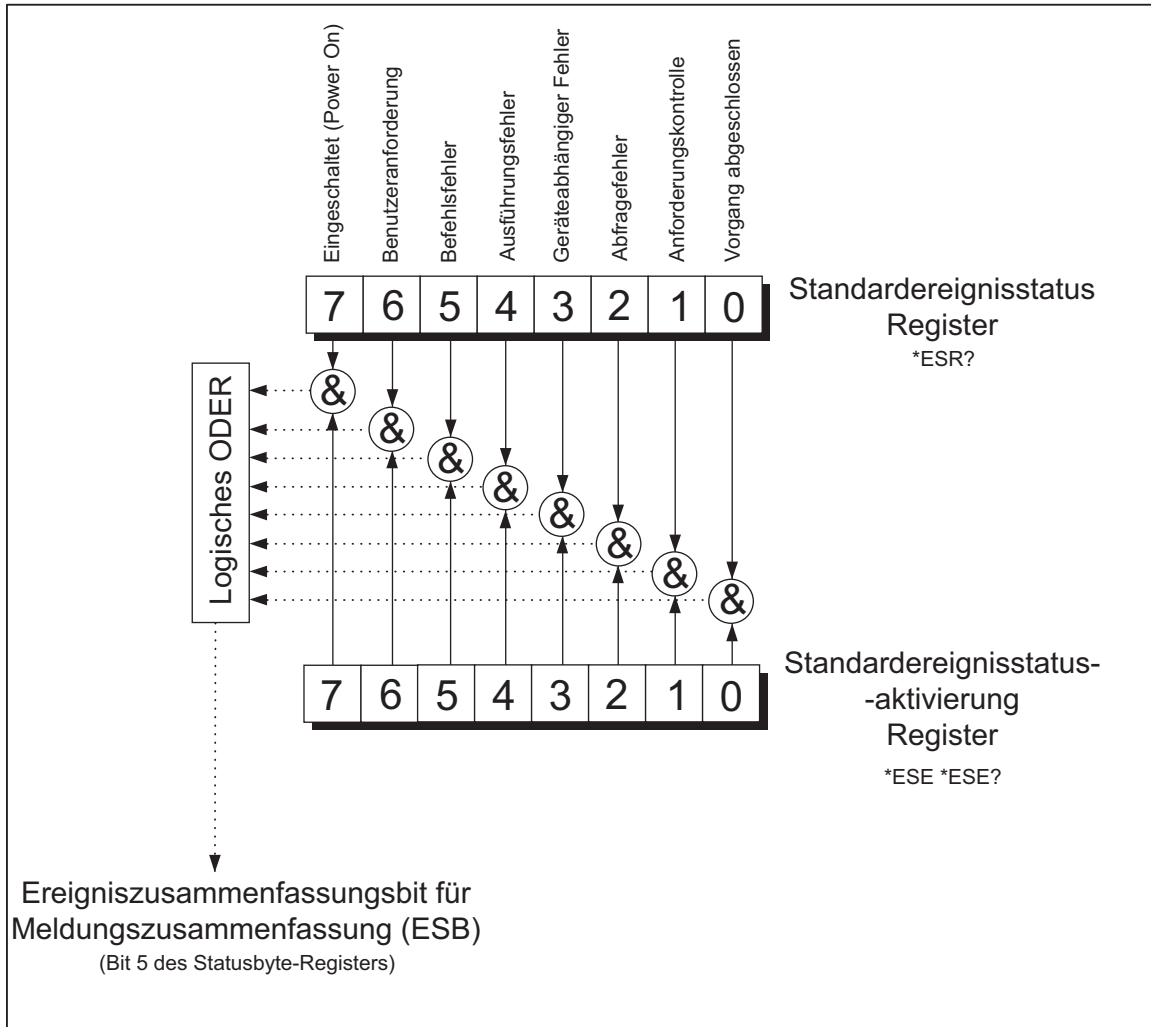 Eingeschaltet (Power On)
Benutzeranforderung
Befehlsfehler
Ausführungsfehler
Geräteabhängiger Fehler
Abfragefehler
Anforderungskontrolle
Vorgang abgeschlossen
7 6 5 4 3 2 1 0
Standardereignisstatus
Register
*ESR?
Logisches ODER
&
&
&
&
&
&
&
&
7 6 5 4 3 2 1 0
Standardereignisstatus-
-aktivierung
Register
*ESE *ESE?
Ereigniszusammenfassungsbit für
Meldungszusammenfassung (ESB)
(Bit 5 des Statusbyte-Registers)